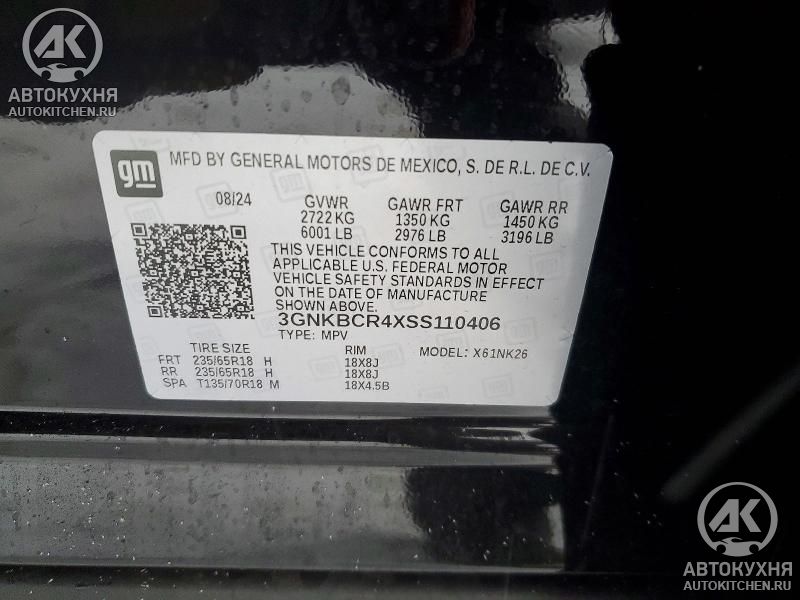 AK
АВТОКУХНЯ
AUTOKITCHEN.RU
gm
MFD BY GENERAL MOTORS DE MEXICO, S. DE R.L. DE C.V.
08/24 GVWR GAWR FRT GAWR RR
2722 KG 1350 KG 1450 KG
6001 LB 2976 LB 3196 LB
THIS VEHICLE CONFORMS TO ALL
APPLICABLE U.S. FEDERAL MOTOR
VEHICLE SAFETY STANDARDS IN EFFECT
ON THE DATE OF MANUFACTURE
SHOWN ABOVE.
3GNKBCR4XSS110406
TYPE: MPV MODEL: X61NK26
TIRE SIZE RIM
FRT 235/65R18 H 18X8J
RR 235/65R18 H 18X8J
SPA T135/70R18 M 18X4.5B
AK
АВТОКУХНЯ
AUTOKITCHEN.RU